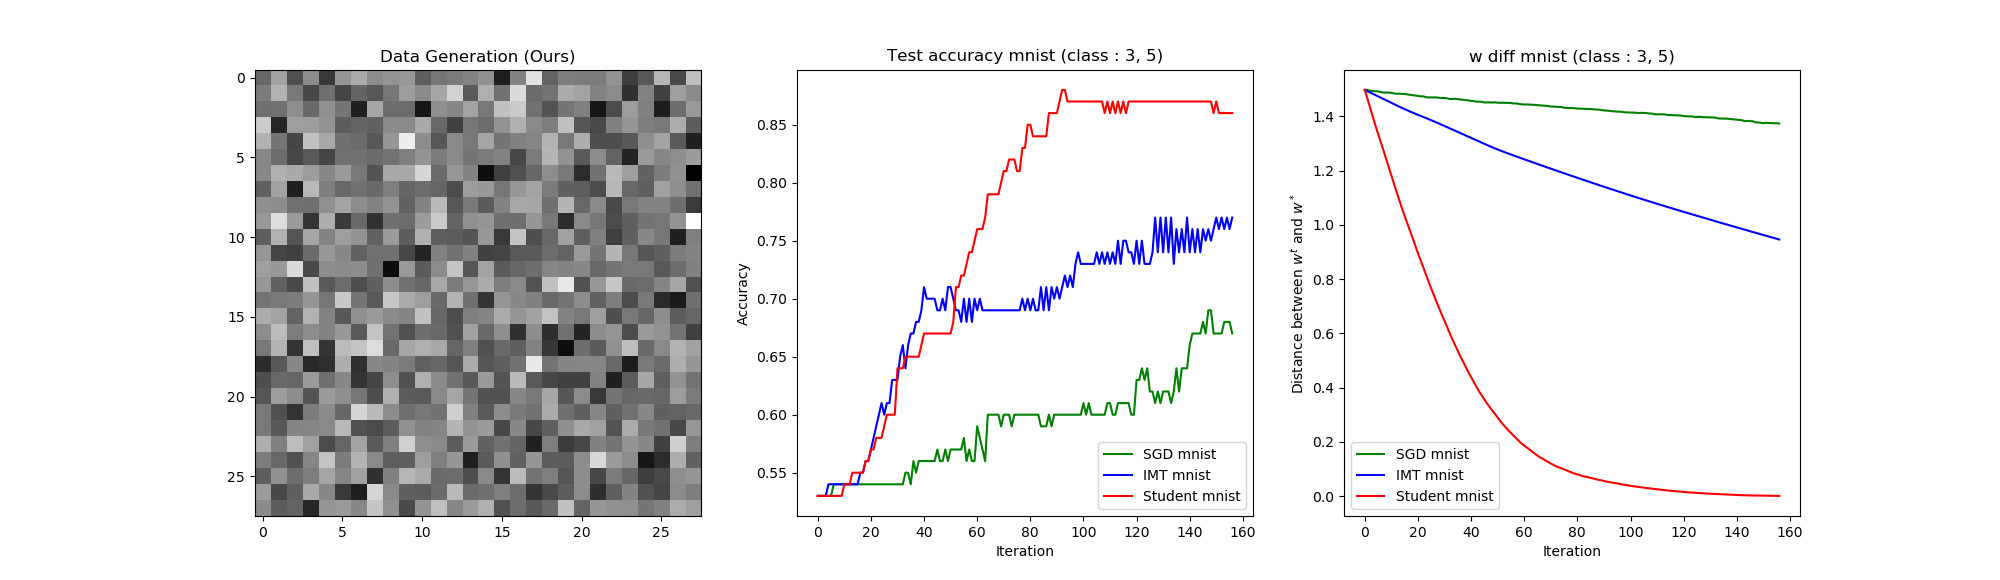 Data Generation (Ours)
0
5
10
15
20
25
0 5 10 15 20 25
Test accuracy mnist (class : 3, 5)
Accuracy
0.85
0.80
0.75
0.70
0.65
0.60
0.55
SGD mnist
IMT mnist
Student mnist
0 20 40 60 80 100 120 140 160
Iteration
w diff mnist (class : 3, 5)
Distance between w^t and w^*
1.4
1.2
1.0
0.8
0.6
0.4
0.2
0.0
SGD mnist
IMT mnist
Student mnist
0 20 40 60 80 100 120 140 160
Iteration